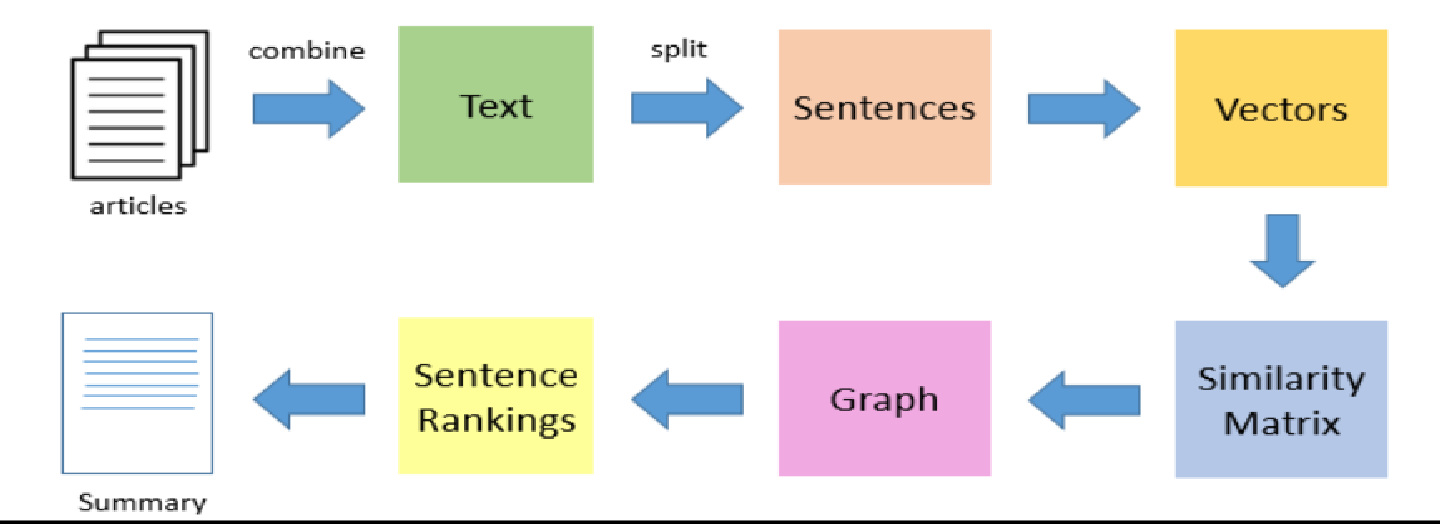 combine
Text
split
Sentences
Vectors
articles
Similarity
Matrix
Graph
Sentence
Rankings
Summary